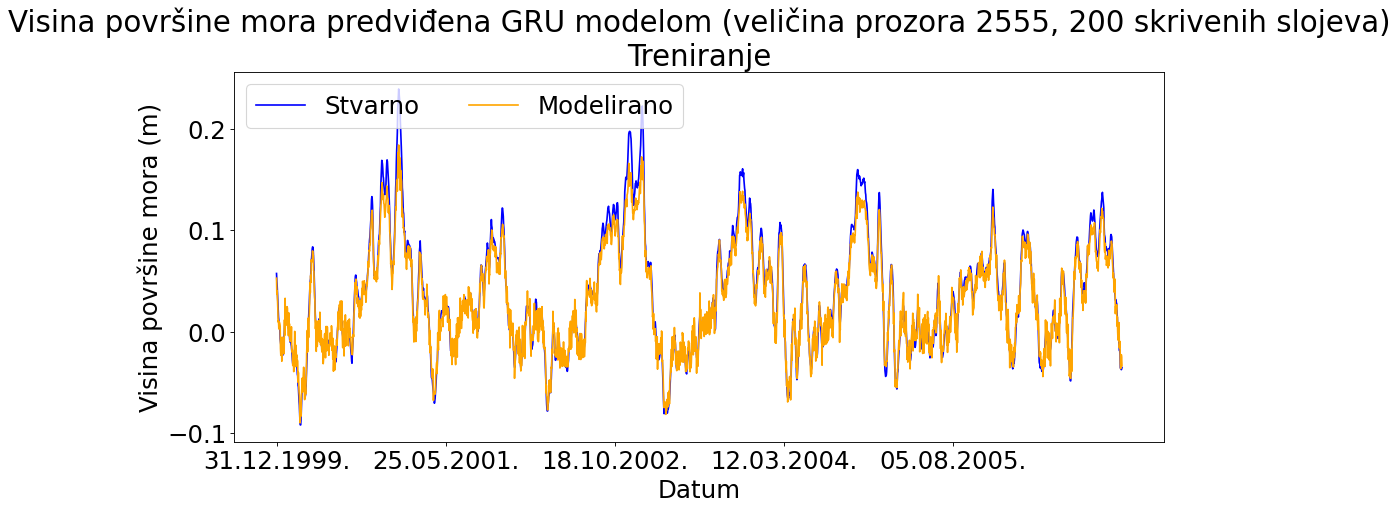 Visina površine mora predviđena GRU modelom (veličina prozora 2555, 200 skrivenih slojeva)
Treniranje
Stvarno
Modelirano
Visina površine mora (m)
0.2
0.1
0.0
−0.1
31.12.1999.
25.05.2001.
18.10.2002.
12.03.2004.
05.08.2005.
Datum